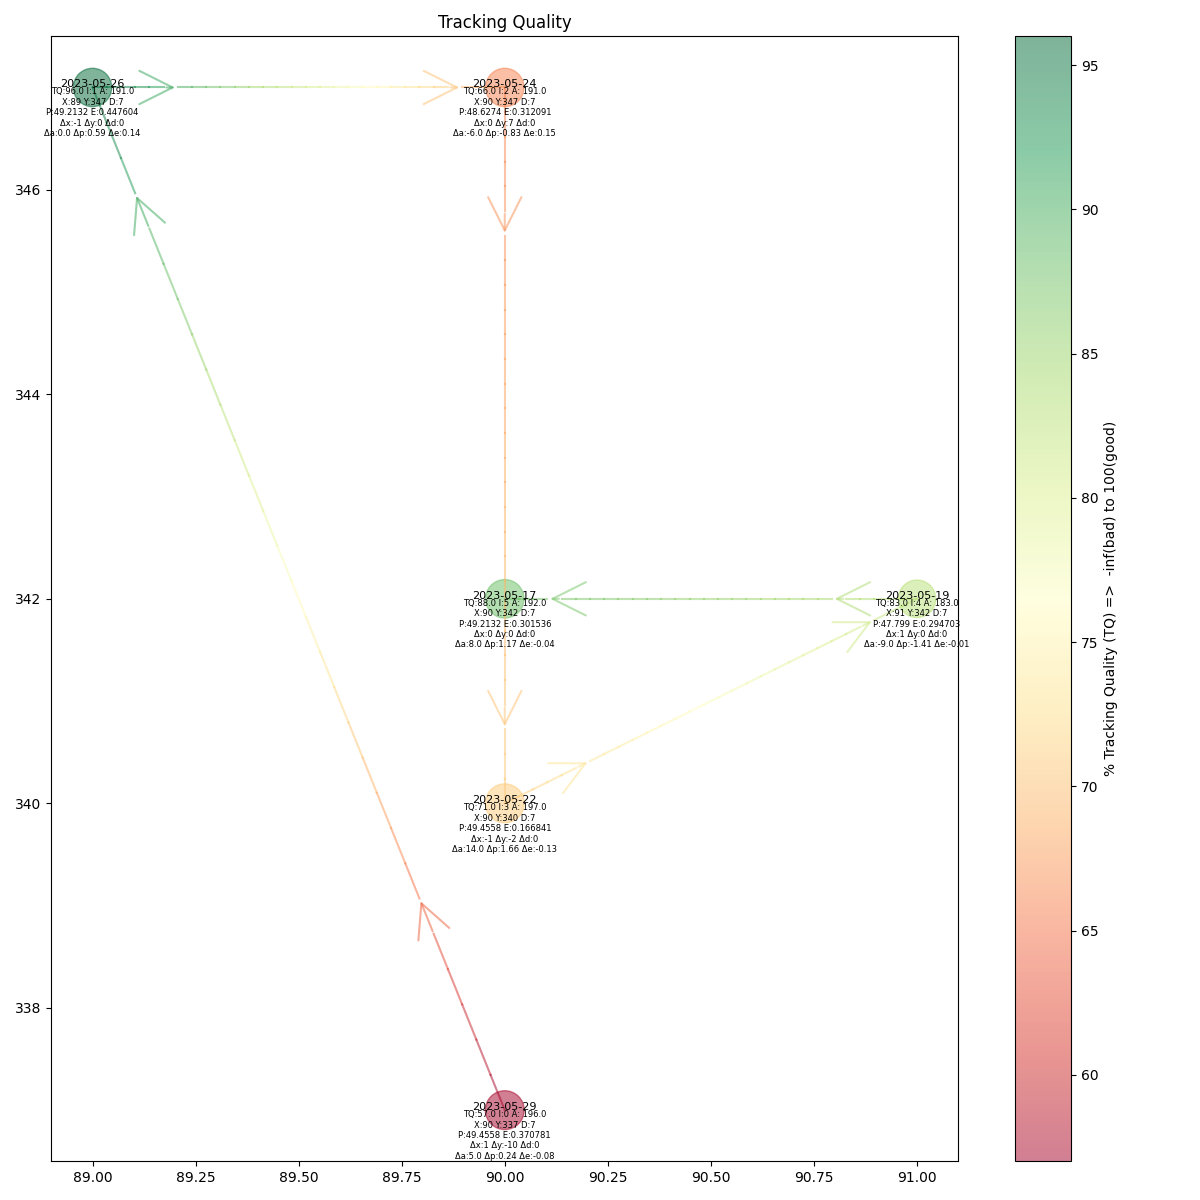 Tracking Quality
2023-05-26
TQ:96.0 I:1 A: 191.0
X:89 Y:347 D:7
P:49.2132 E:0.447604
Δx:-1 Δy:0 Δd:0
Δa:0.0 Δp:0.59 Δe:0.14
2023-05-24
TQ:66.0 I:2 A: 191.0
X:90 Y:347 D:7
P:48.6274 E:0.312091
Δx:0 Δy:7 Δd:0
Δa:-6.0 Δp:-0.83 Δe:0.15
2023-05-17
TQ:88.0 I:5 A: 192.0
X:90 Y:342 D:7
P:49.2132 E:0.301536
Δx:0 Δy:0 Δd:0
Δa:8.0 Δp:1.17 Δe:-0.04
2023-05-19
TQ:83.0 I:4 A: 183.0
X:91 Y:342 D:7
P:47.799 E:0.294703
Δx:1 Δy:0 Δd:0
Δa:-9.0 Δp:-1.41 Δe:-0.01
2023-05-22
TQ:71.0 I:3 A: 197.0
X:90 Y:340 D:7
P:49.4558 E:0.166841
Δx:-1 Δy:-2 Δd:0
Δa:14.0 Δp:1.66 Δe:-0.13
2023-05-29
TQ:57.0 I:0 A: 196.0
X:90 Y:337 D:7
P:49.4558 E:0.370781
Δx:1 Δy:-10 Δd:0
Δa:5.0 Δp:0.24 Δe:-0.08
346
344
342
340
338
89.00 89.25 89.50 89.75 90.00 90.25 90.50 90.75 91.00
95
90
85
80
75
70
65
60
% Tracking Quality (TQ) => -inf(bad) to 100(good)